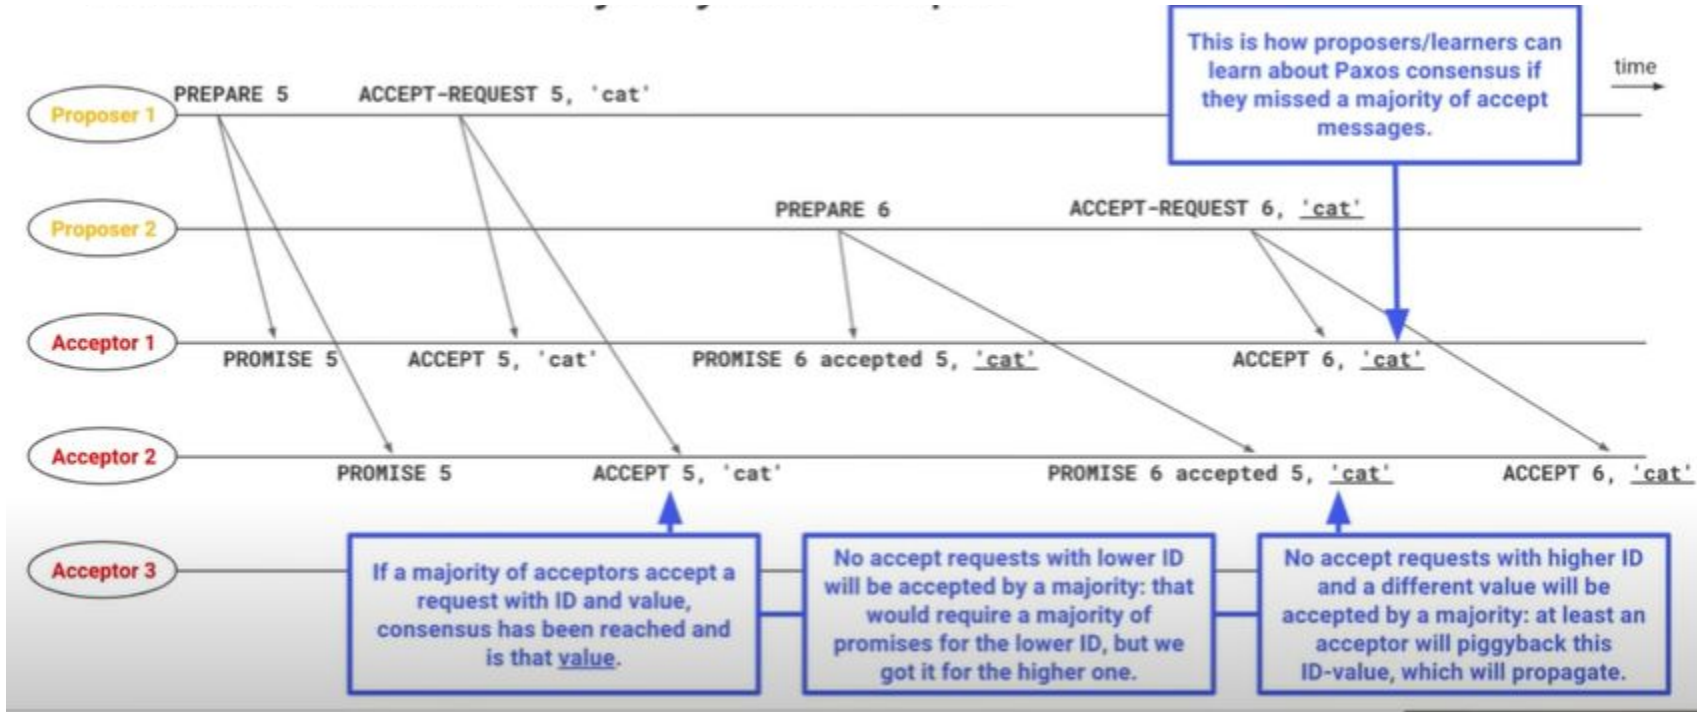 This is how proposers/learners can
learn about Paxos consensus if
they missed a majority of accept
messages.
time
PREPARE 5
ACCEPT-REQUEST 5, 'cat'
Proposer 1
PREPARE 6
ACCEPT-REQUEST 6, 'cat'
Proposer 2
Acceptor 1
PROMISE 5
ACCEPT 5, 'cat'
PROMISE 6 accepted 5, 'cat'
ACCEPT 6, 'cat'
Acceptor 2
PROMISE 5
ACCEPT 5, 'cat'
PROMISE 6 accepted 5, 'cat'
ACCEPT 6, 'cat'
Acceptor 3
If a majority of acceptors accept a
request with ID and value,
consensus has been reached and
is that value.
No accept requests with lower ID
will be accepted by a majority: that
would require a majority of
promises for the lower ID, but we
got it for the higher one.
No accept requests with higher ID
and a different value will be
accepted by a majority: at least an
acceptor will piggyback this
ID-value, which will propagate.